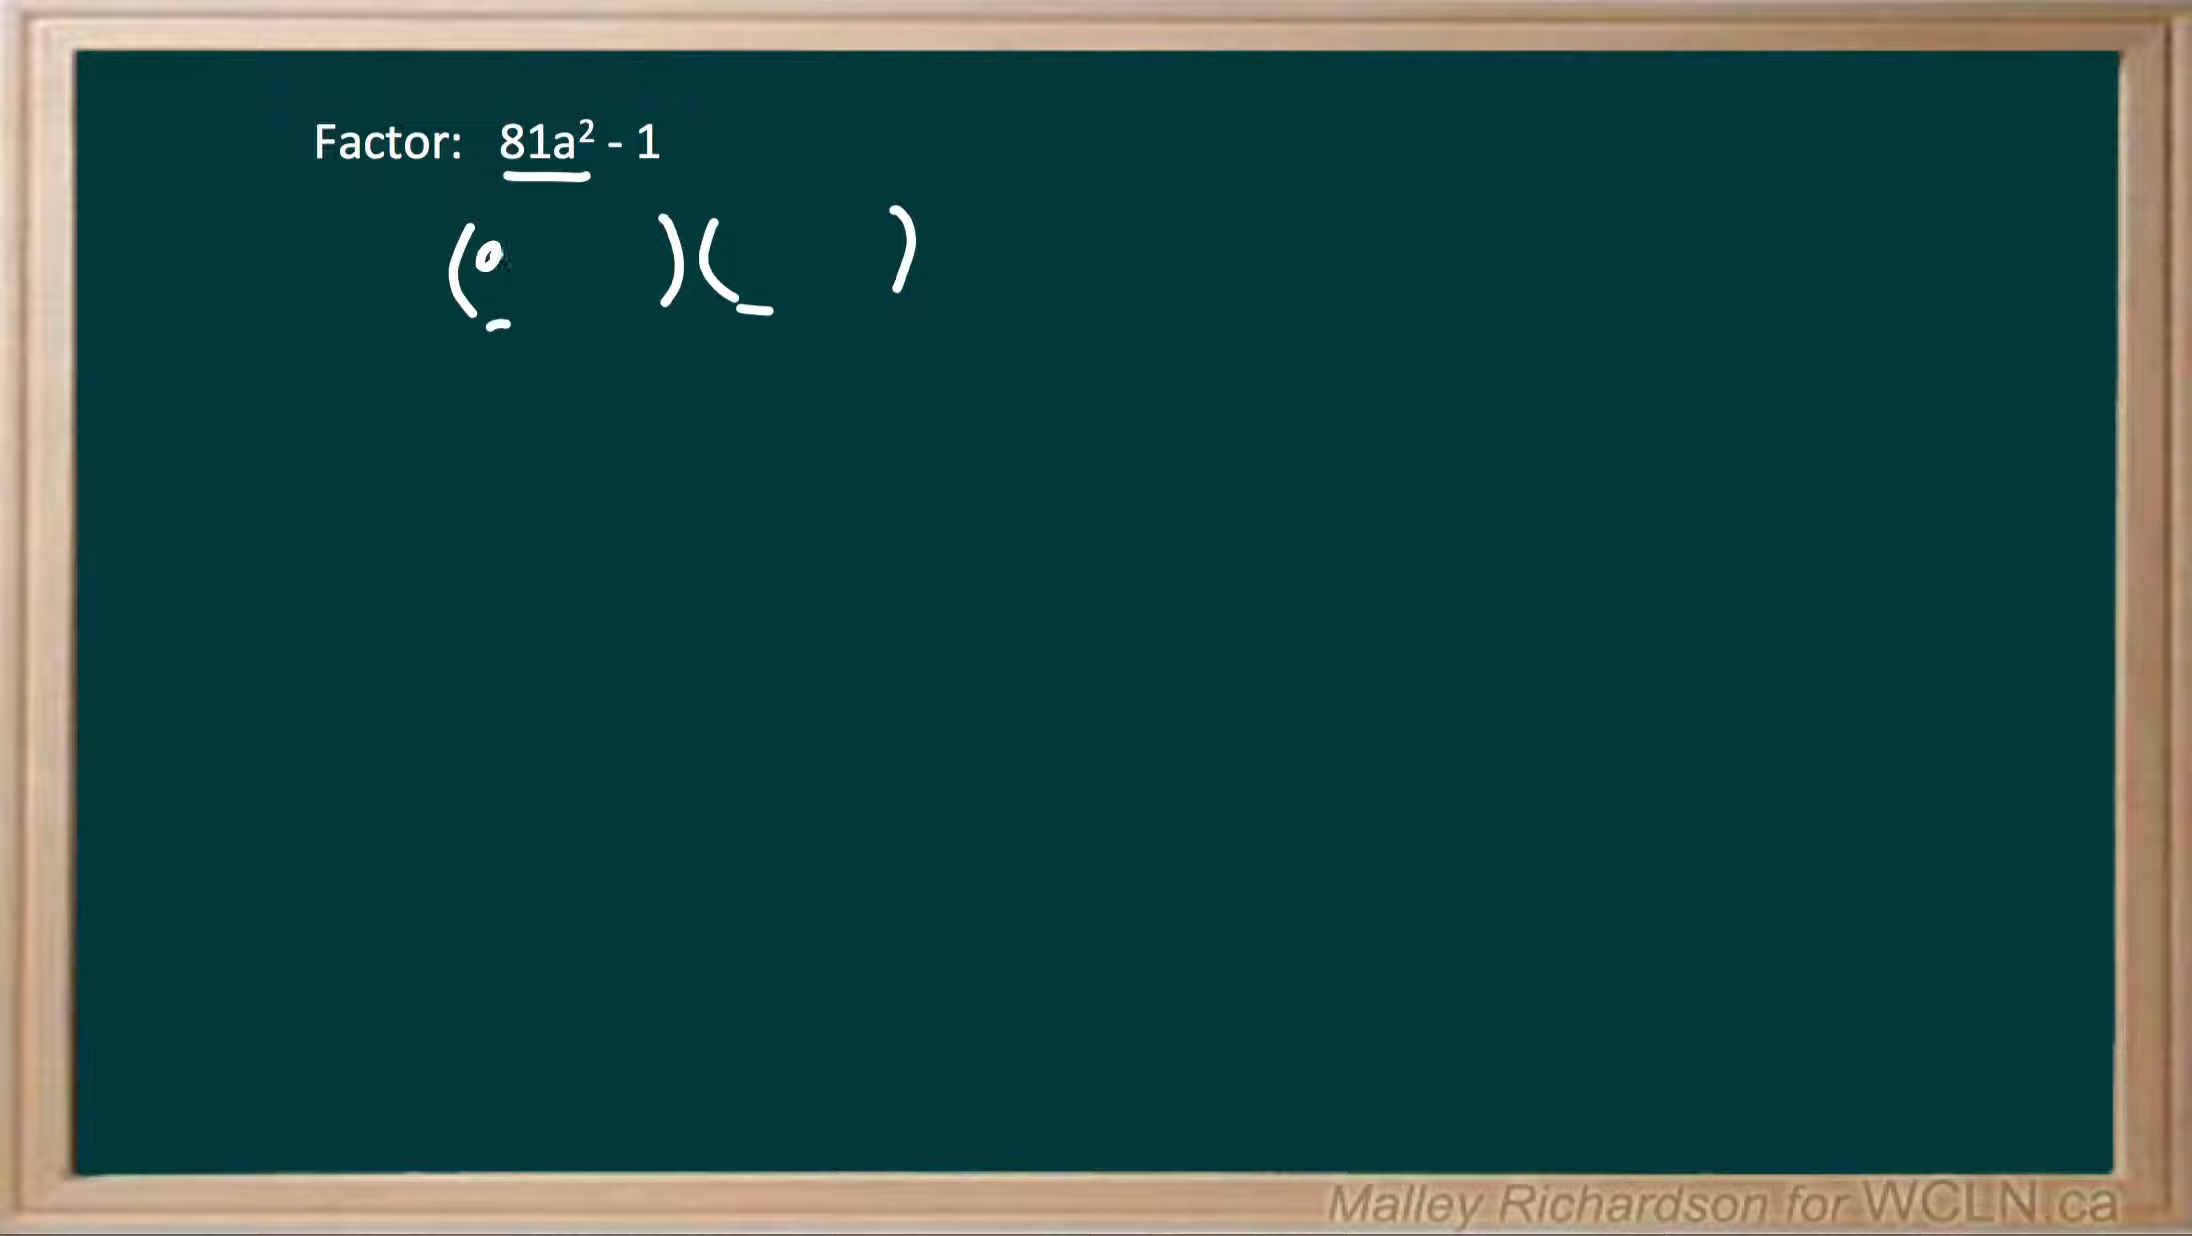 Factor: 81a² - 1
( )( )
Malley Richardson for WCLN.ca